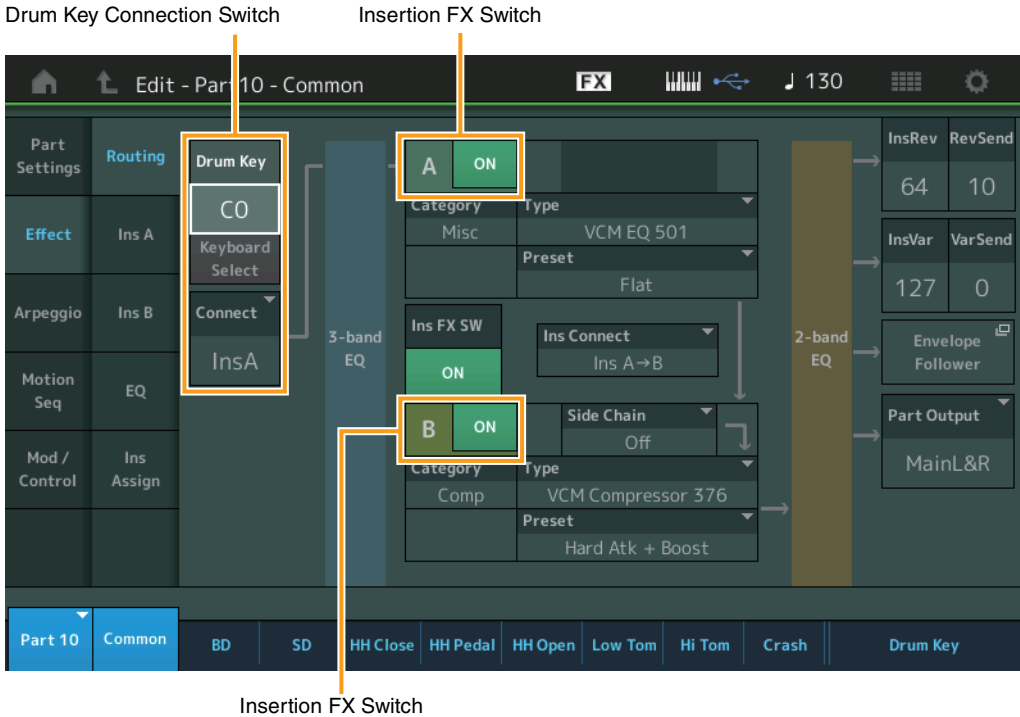 Drum Key Connection Switch
Insertion FX Switch
Edit - Part 10 - Common
FX
♩ 130
Part Settings
Routing
Effect
Ins A
Arpeggio
Ins B
Motion Seq
EQ
Mod / Control
Ins Assign
Drum Key
C0
Keyboard Select
Connect
InsA
3-band EQ
A
ON
Category
Misc
Type
VCM EQ 501
Preset
Flat
Ins FX SW
ON
Ins Connect
Ins A→B
B
ON
Side Chain
Off
Category
Comp
Type
VCM Compressor 376
Preset
Hard Atk + Boost
2-band EQ
InsRev
RevSend
64
10
InsVar
VarSend
127
0
Envelope Follower
Part Output
MainL&R
Part 10
Common
BD
SD
HH Close
HH Pedal
HH Open
Low Tom
Hi Tom
Crash
Drum Key
Insertion FX Switch